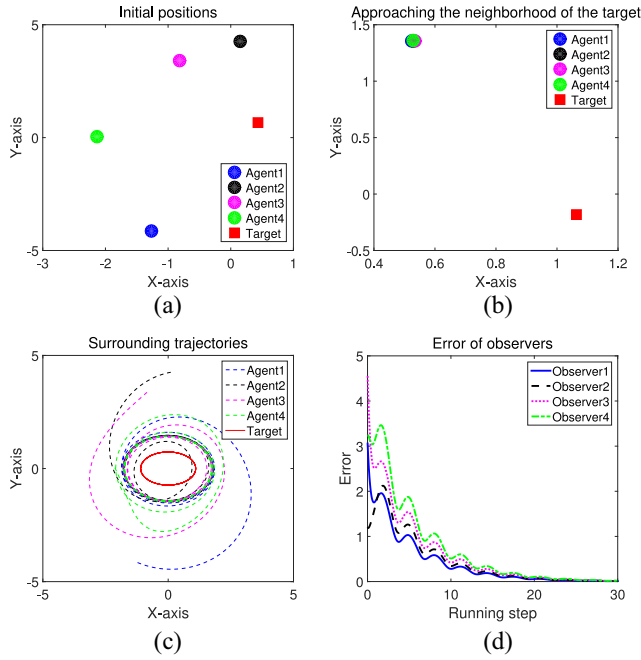 Initial positions
5
0
-5
Y-axis
-3
-2
-1
0
1
X-axis
Agent1
Agent2
Agent3
Agent4
Target
(a)
Approaching the neighborhood of the target
1.5
1
0.5
0
-0.5
Y-axis
0.4
0.6
0.8
1
1.2
X-axis
Agent1
Agent2
Agent3
Agent4
Target
(b)
Surrounding trajectories
5
0
-5
Y-axis
-5
0
5
X-axis
Agent1
Agent2
Agent3
Agent4
Target
(c)
Error of observers
5
4
3
2
1
0
Error
0
10
20
30
Running step
Observer1
Observer2
Observer3
Observer4
(d)